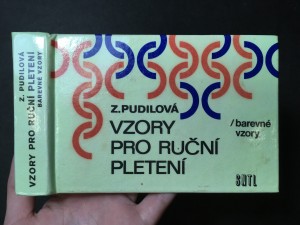 Z. PUDILOVÁ
VZORY PRO RUČNÍ PLETENÍ
BAREVNÉ VZORY
Z.PUDILOVÁ
VZORY
PRO RUČNÍ
PLETENÍ
/barevné
vzory
SNTL